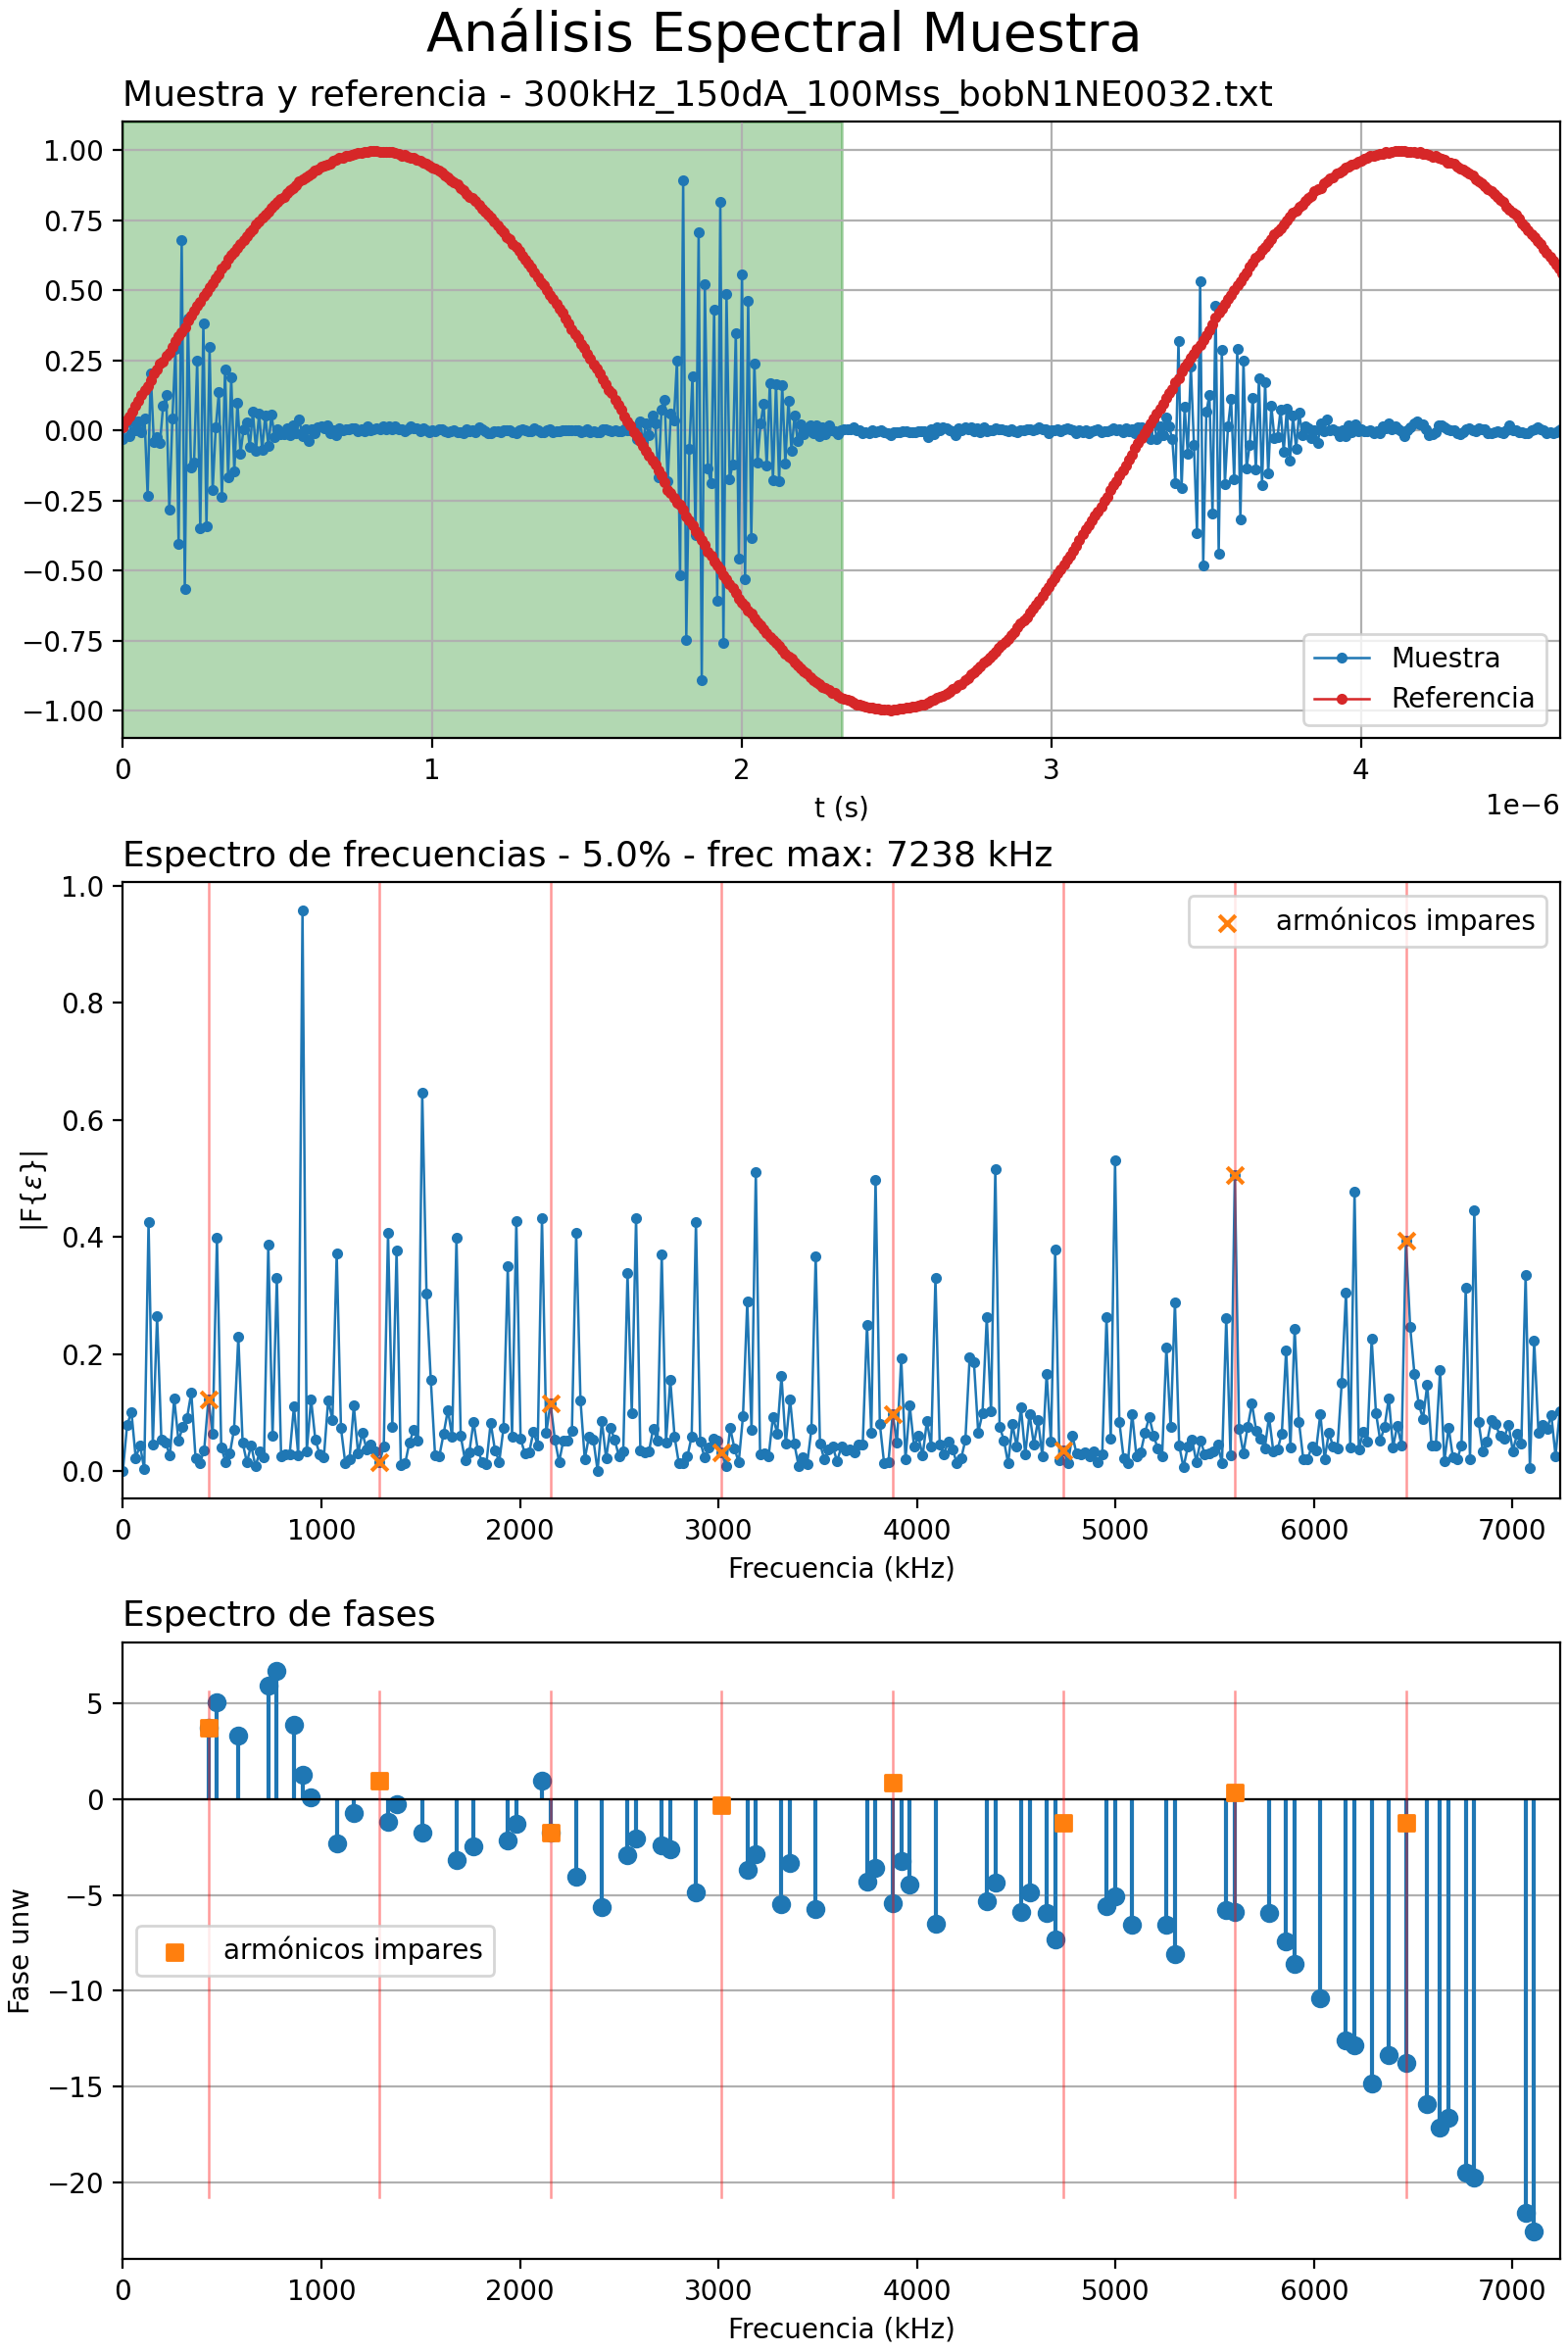 Análisis Espectral Muestra
Muestra y referencia - 300kHz_150dA_100Mss_bobN1NE0032.txt
1.00
0.75
0.50
0.25
0.00
−0.25
−0.50
−0.75
−1.00
Muestra
Referencia
0 1 2 3 4
t (s)
1e−6
Espectro de frecuencias - 5.0% - frec max: 7238 kHz
1.0
0.8
0.6
0.4
0.2
0.0
|F{ε}|
armónicos impares
0 1000 2000 3000 4000 5000 6000 7000
Frecuencia (kHz)
Espectro de fases
5
0
−5
−10
−15
−20
Fase unw
armónicos impares
0 1000 2000 3000 4000 5000 6000 7000
Frecuencia (kHz)